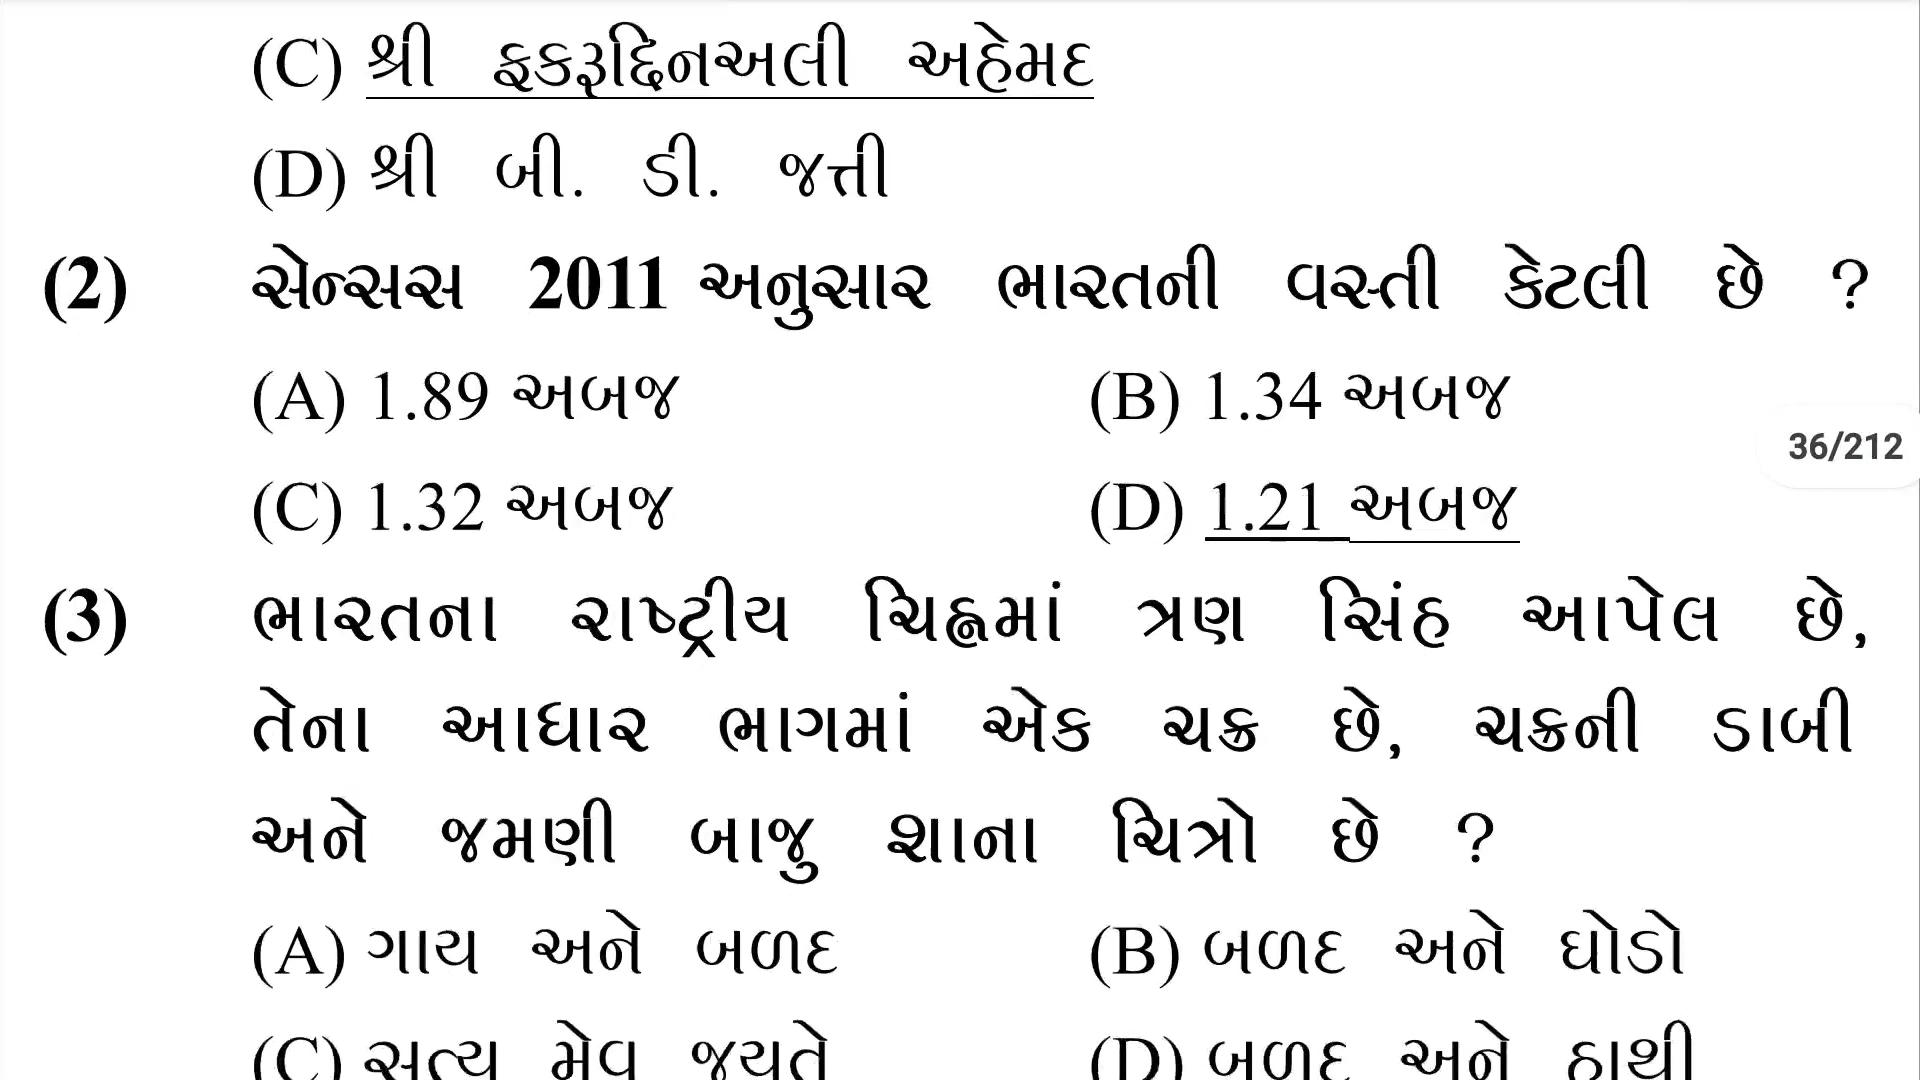 (C) શ્રી ફકરૂદ્દિનઅલી અહેમદ
(D) શ્રી બી. ડી. જત્તી
(2) સેન્સસ 2011 અનુસાર ભારતની વસ્તી કેટલી છે ?
(A) 1.89 અબજ (B) 1.34 અબજ
36/212
(C) 1.32 અબજ (D) 1.21 અબજ
(3) ભારતના રાષ્ટ્રીય ચિહ્નમાં ત્રણ સિંહ આપેલ છે,
તેના આધાર ભાગમાં એક ચક્ર છે, ચક્રની ડાબી
અને જમણી બાજુ શાના ચિત્રો છે ?
(A) ગાય અને બળદ (B) બળદ અને ઘોડો
(C) સત્ય મેવ જયતે (D) બળદ અને હાથી